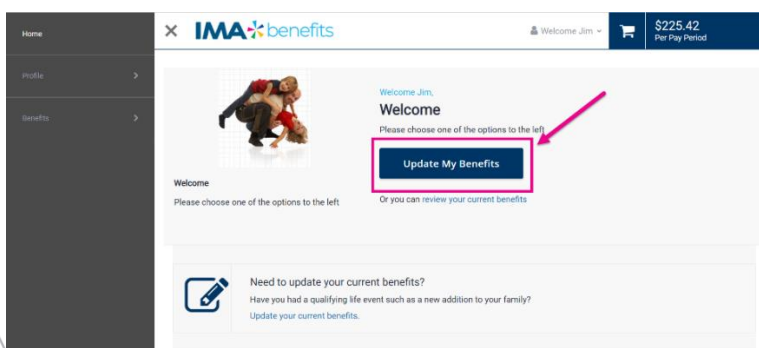 Home
IMA benefits
Welcome Jim
$225.42
Per Pay Period
Profile
Benefits
Welcome Jim,
Welcome
Please choose one of the options to the left
Update My Benefits
Or you can review your current benefits
Welcome
Please choose one of the options to the left
Need to update your current benefits?
Have you had a qualifying life event such as a new addition to your family?
Update your current benefits.